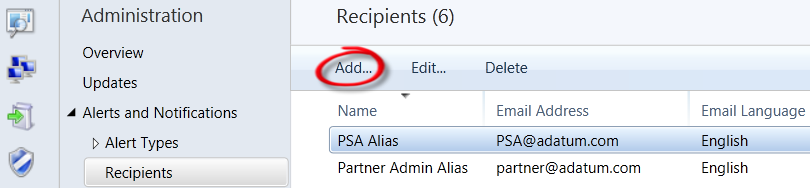 Administration
Overview
Updates
Alerts and Notifications
Alert Types
Recipients
Recipients (6)
Add... Edit... Delete
Name Email Address Email Language
PSA Alias PSA@adatum.com English
Partner Admin Alias partner@adatum.com English